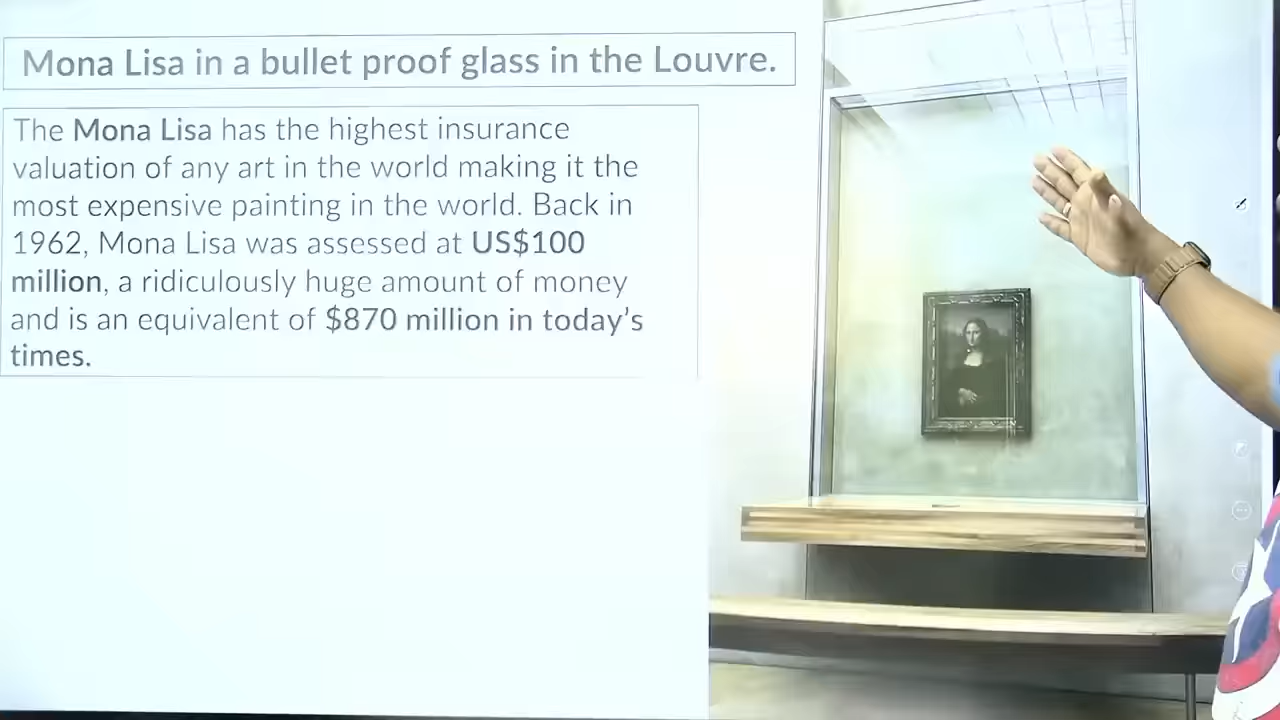 Mona Lisa in a bullet proof glass in the Louvre.
The Mona Lisa has the highest insurance
valuation of any art in the world making it the
most expensive painting in the world. Back in
1962, Mona Lisa was assessed at US$100
million, a ridiculously huge amount of money
and is an equivalent of $870 million in today's
times.